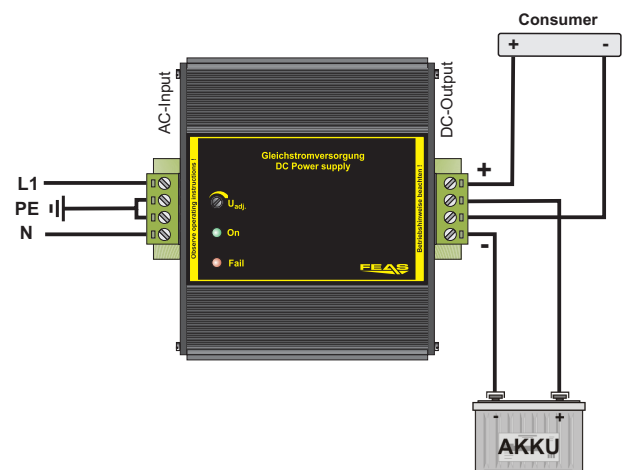 Consumer
+ -
AC-Input
DC-Output
Gleichstromversorgung
DC Power supply
Observe operating instructions !
Betriebshinweise beachten !
+
L1
PE
N
Uadj.
On
Fail
FEAS
-
- +
AKKU